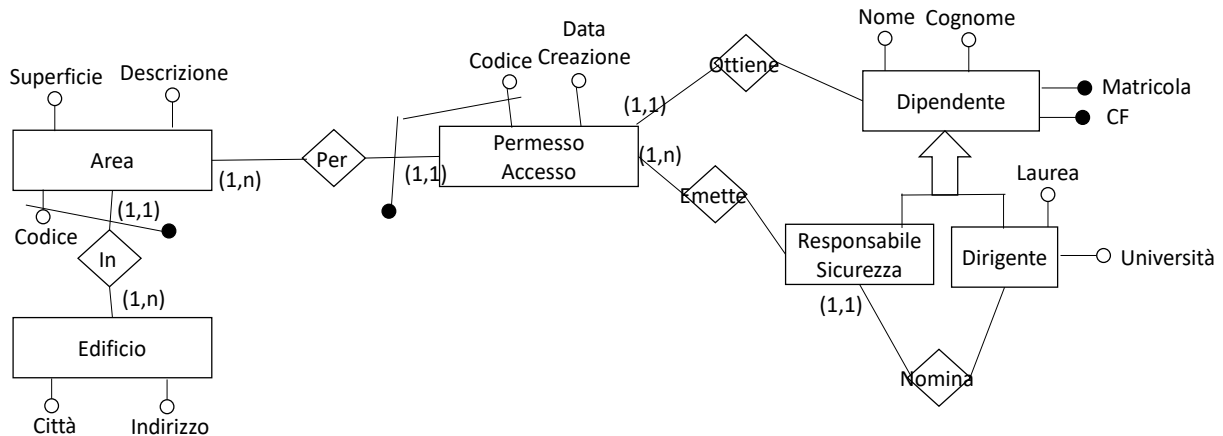 Nome Cognome
Data
Creazione
Codice
Superficie Descrizione
Ottiene
Matricola
Dipendente
CF
(1,1)
Area
Per
Permesso
Accesso
(1,n)
(1,1)
(1,n)
Laurea
Emette
Codice
(1,1)
Responsabile
Sicurezza
Dirigente
Università
In
(1,n)
(1,1)
Edificio
Nomina
Città
Indirizzo